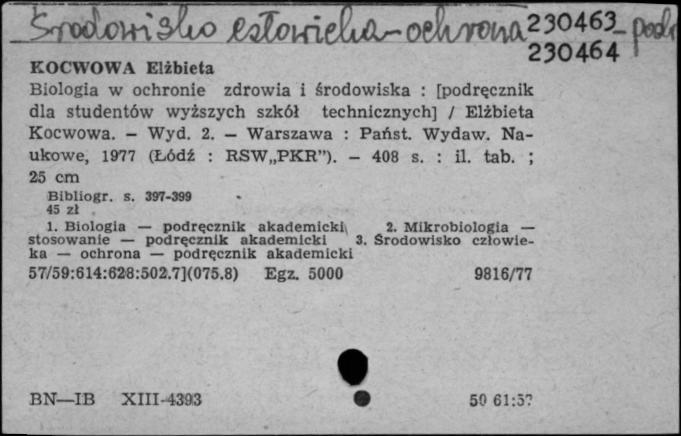 Środowisko człowieka-ochrona 230463 - podr
230464
KOCWOWA Elżbieta
Biologia w ochronie zdrowia i środowiska : [podręcznik
dla studentów wyższych szkół technicznych] / Elżbieta
Kocwowa. — Wyd. 2. — Warszawa : Państ. Wydaw. Na-
ukowe, 1977 (Łódź : RSW„PKR”). — 408 s. : il. tab. ;
25 cm
Bibliogr. s. 397-399
45 zł
1. Biologia — podręcznik akademicki 2. Mikrobiologia —
stosowanie — podręcznik akademicki 3. Środowisko człowie-
ka — ochrona — podręcznik akademicki
57/59:614:628:502.7](075.8) Egz. 5000 9816/77
BN—IB XIII-4393 50 61:5?